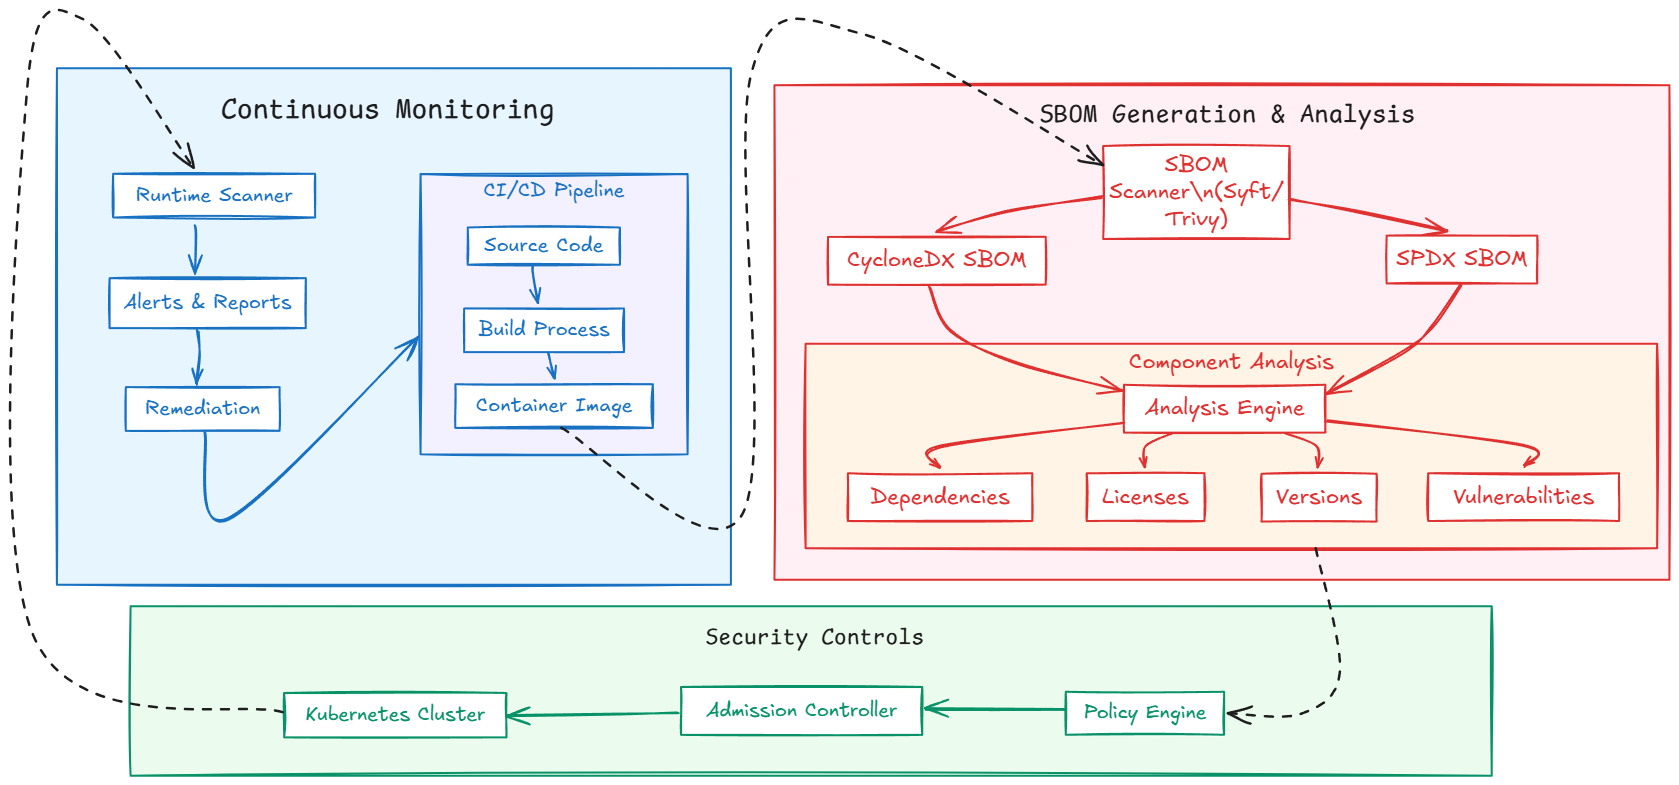 Continuous Monitoring
Runtime Scanner
Alerts & Reports
Remediation
CI/CD Pipeline
Source Code
Build Process
Container Image
SBOM Generation & Analysis
SBOM
Scanner\n(Syft/
Trivy)
CycloneDX SBOM
SPDX SBOM
Component Analysis
Analysis Engine
Dependencies
Licenses
Versions
Vulnerabilities
Security Controls
Kubernetes Cluster
Admission Controller
Policy Engine